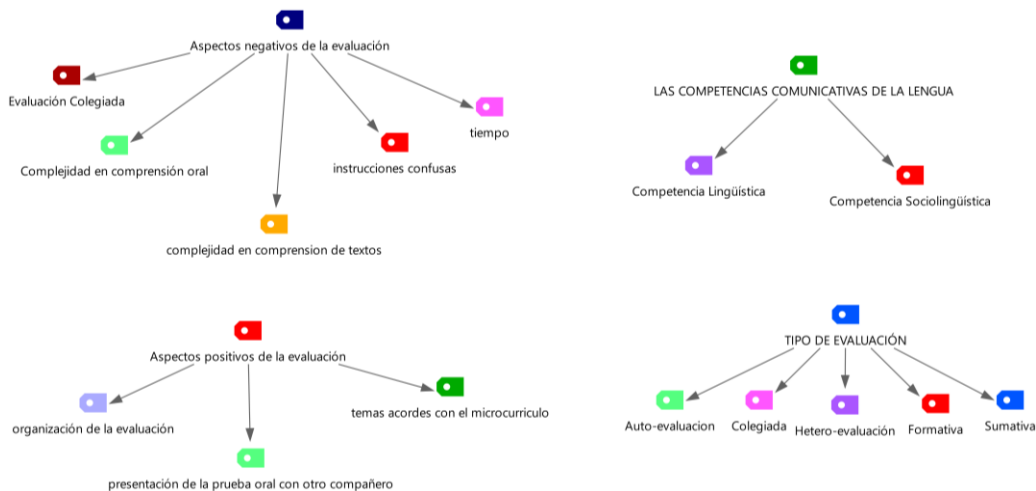 Aspectos negativos de la evaluación
Evaluación Colegiada
Complejidad en comprensión oral
complejidad en comprension de textos
instrucciones confusas
tiempo
LAS COMPETENCIAS COMUNICATIVAS DE LA LENGUA
Competencia Lingüística
Competencia Sociolingüística
Aspectos positivos de la evaluación
organización de la evaluación
presentación de la prueba oral con otro compañero
temas acordes con el microcurriculo
TIPO DE EVALUACIÓN
Auto-evaluacion
Colegiada
Hetero-evaluación
Formativa
Sumativa